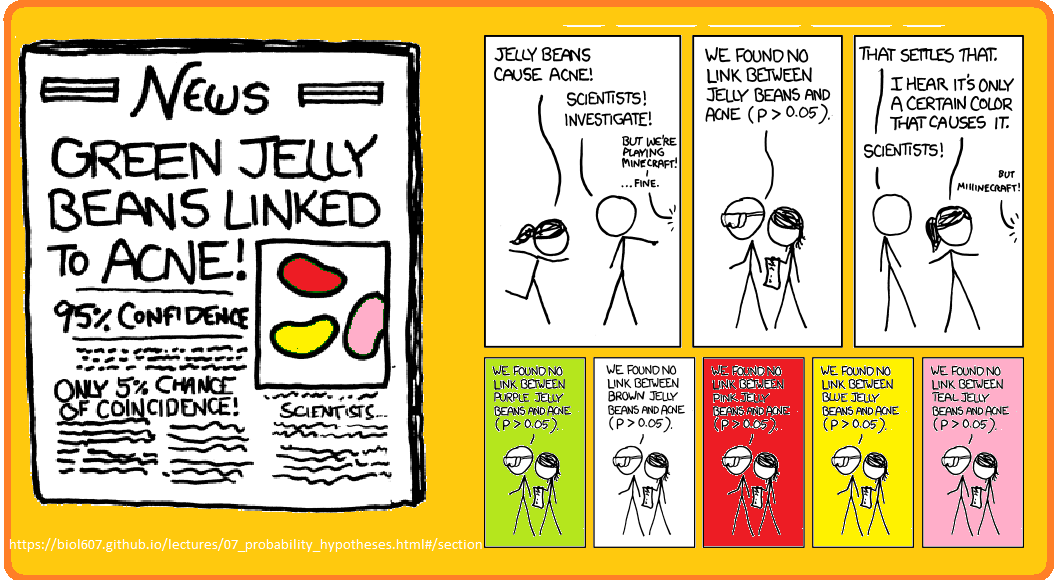 NEWS
GREEN JELLY
BEANS LINKED
TO ACNE!
95% CONFIDENCE
ONLY 5% CHANCE
OF COINCIDENCE!
SCIENTISTS...
JELLY BEANS
CAUSE ACNE!
SCIENTISTS!
INVESTIGATE!
BUT WE'RE
PLAYING
MINECRAFT!
...FINE.
WE FOUND NO
LINK BETWEEN
JELLY BEANS AND
ACNE (P > 0.05).
THAT SETTLES THAT.
I HEAR IT'S ONLY
A CERTAIN COLOR
THAT CAUSES IT.
SCIENTISTS!
BUT
MIIINECRAFT!
WE FOUND NO
LINK BETWEEN
PURPLE JELLY
BEANS AND ACNE
(P > 0.05).
WE FOUND NO
LINK BETWEEN
BROWN JELLY
BEANS AND ACNE
(P > 0.05).
WE FOUND NO
LINK BETWEEN
PINK JELLY
BEANS AND ACNE
(P > 0.05).
WE FOUND NO
LINK BETWEEN
BLUE JELLY
BEANS AND ACNE
(P > 0.05).
WE FOUND NO
LINK BETWEEN
TEAL JELLY
BEANS AND ACNE
(P > 0.05).
https://biol607.github.io/lectures/07_probability_hypotheses.html#/section